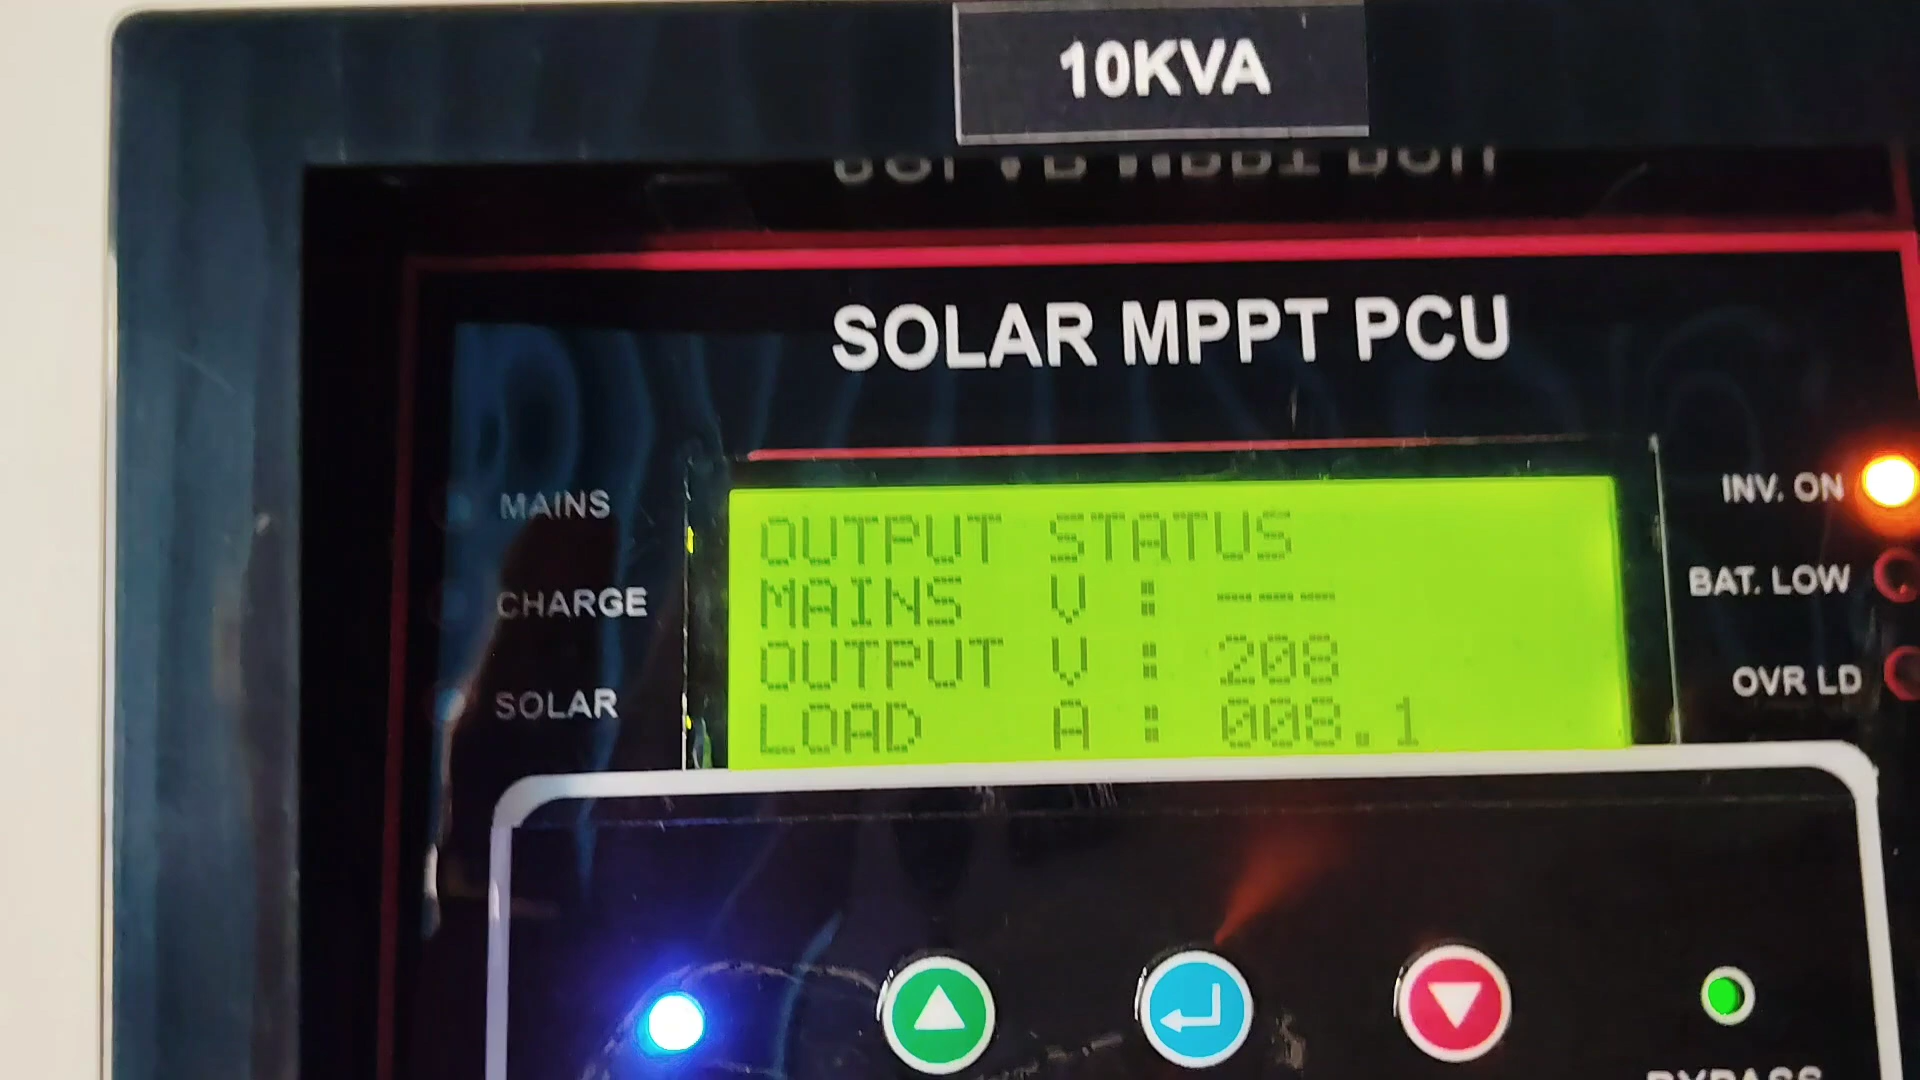 10KVA
SOLAR MPPT PCU
MAINS
CHARGE
SOLAR
OUTPUT STATUS
MAINS V : ---
OUTPUT V : 208
LOAD A : 008.1
INV. ON
BAT. LOW
OVR LD
BYPASS